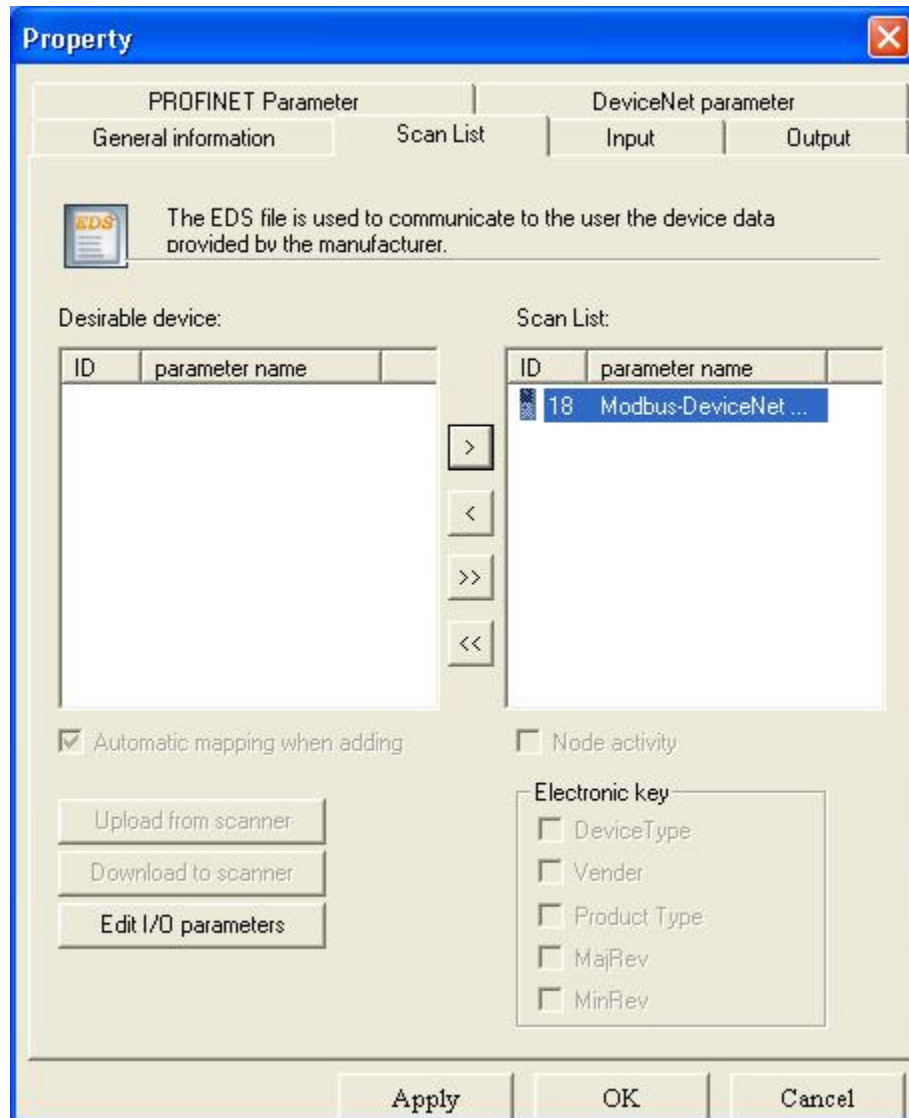 Property
PROFINET Parameter DeviceNet parameter
General information Scan List Input Output
EDS
The EDS file is used to communicate to the user the device data
provided by the manufacturer.
Desirable device: Scan List:
ID parameter name ID parameter name
18 Modbus-DeviceNet ...
>
<
>>
<<
Automatic mapping when adding Node activity
Electronic key
Upload from scanner DeviceType
Download to scanner Vender
Edit I/O parameters Product Type
MajRev
MinRev
Apply OK Cancel